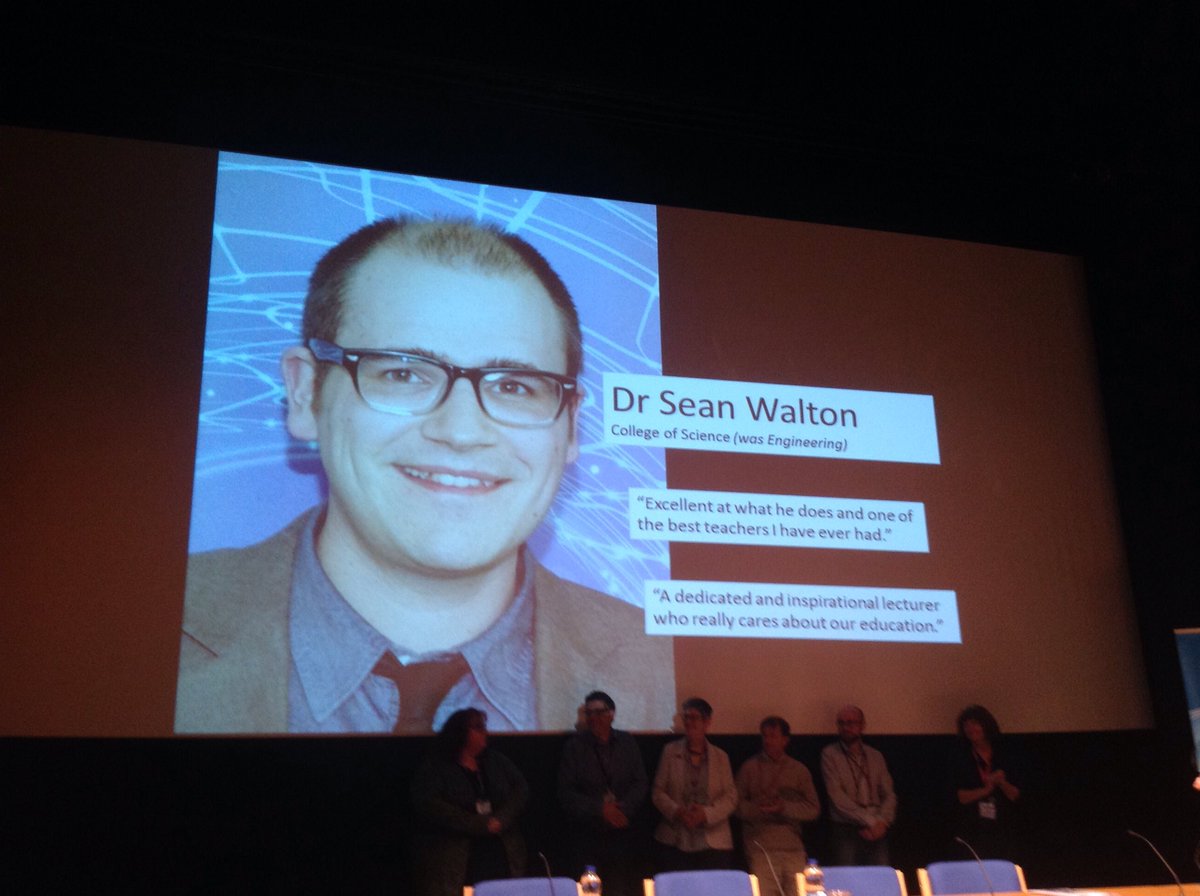 Dr Sean Walton
College of Science (was Engineering)
“Excellent at what he does and one of
the best teachers I have ever had.”
“A dedicated and inspirational lecturer
who really cares about our education.”